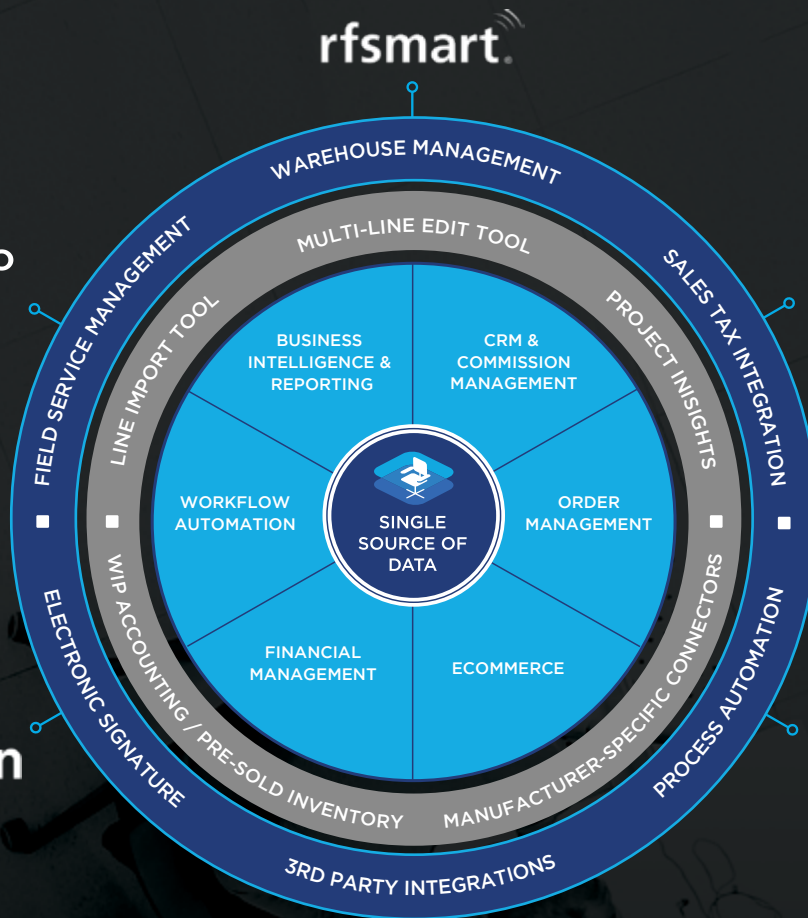 rfsmart
WAREHOUSE MANAGEMENT
FIELD SERVICE MANAGEMENT
SALES TAX INTEGRATION
MULTI-LINE EDIT TOOL
LINE IMPORT TOOL
PROJECT INISIGHTS
BUSINESS
INTELLIGENCE &
REPORTING
CRM &
COMMISSION
MANAGEMENT
WORKFLOW
AUTOMATION
SINGLE
SOURCE OF
DATA
ORDER
MANAGEMENT
FINANCIAL
MANAGEMENT
ECOMMERCE
WIP ACCOUNTING / PRE-SOLD INVENTORY
MANUFACTURER-SPECIFIC CONNECTORS
ELECTRONIC SIGNATURE
PROCESS AUTOMATION
3RD PARTY INTEGRATIONS